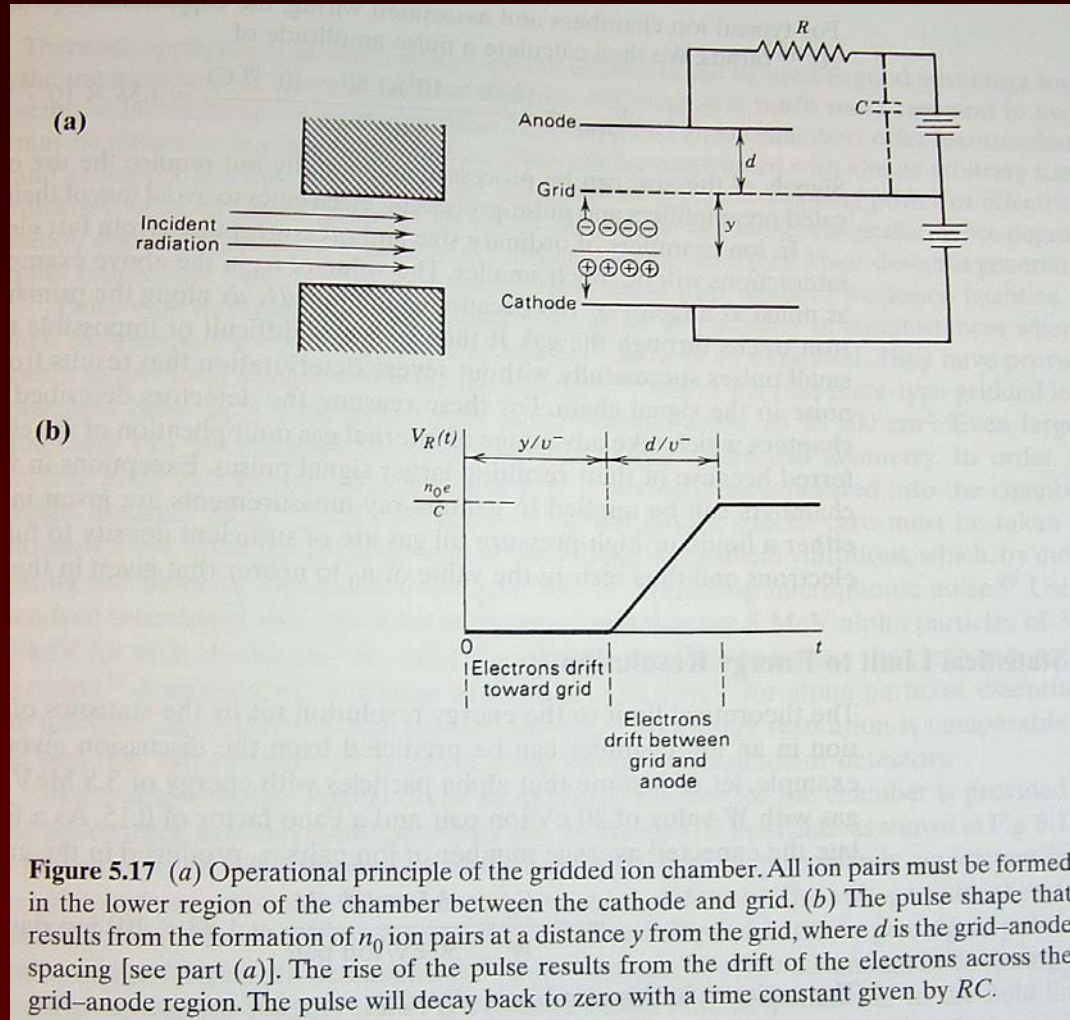 (a)
R
C
Anode
d
Grid
y
Incident
radiation
Cathode
(b)
V_R(t)
y/v⁻
d/v⁻
n₀e
C
0
t
Electrons drift
toward grid
Electrons
drift between
grid and
anode
Figure 5.17 (a) Operational principle of the gridded ion chamber. All ion pairs must be formed
in the lower region of the chamber between the cathode and grid. (b) The pulse shape that
results from the formation of n₀ ion pairs at a distance y from the grid, where d is the grid–anode
spacing [see part (a)]. The rise of the pulse results from the drift of the electrons across the
grid–anode region. The pulse will decay back to zero with a time constant given by RC.